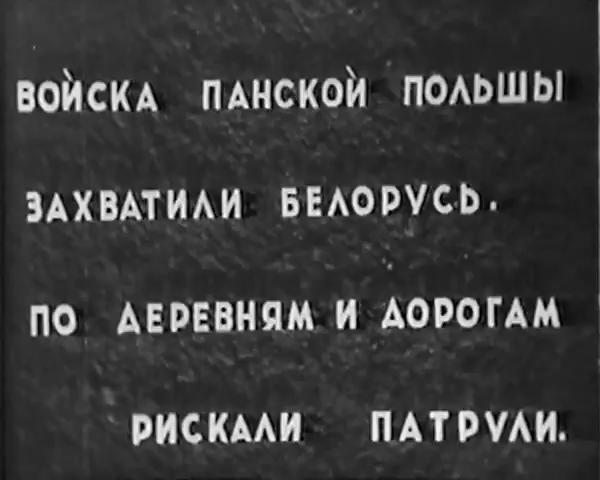 ВОЙСКА ПАНСКОЙ ПОЛЬШЫ
ЗАХВАТИЛИ БЕЛОРУСЬ.
ПО ДЕРЕВНЯМ И ДОРОГАМ
РИСКАЛИ ПАТРУЛИ.